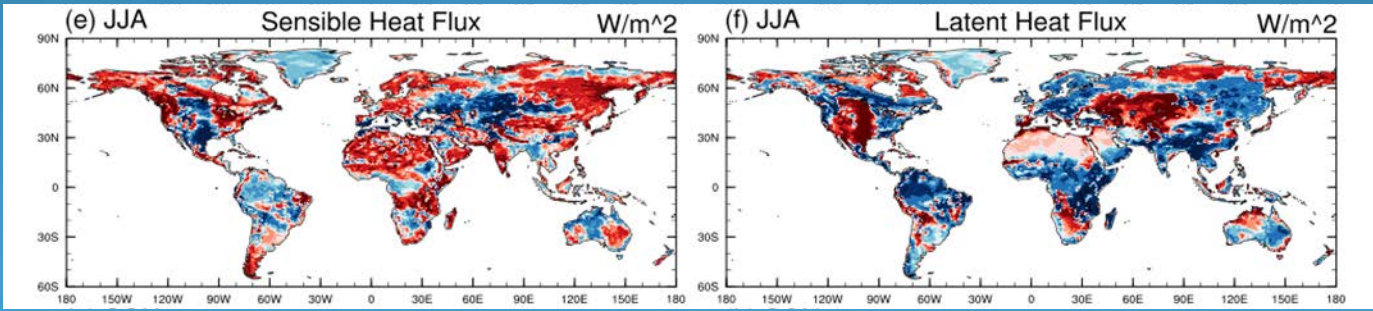 (e) JJA Sensible Heat Flux W/m^2
90N
60N
30N
0
30S
60S
180 150W 120W 90W 60W 30W 0 30E 60E 90E 120E 150E 180
(f) JJA Latent Heat Flux W/m^2
90N
60N
30N
0
30S
60S
180 150W 120W 90W 60W 30W 0 30E 60E 90E 120E 150E 180